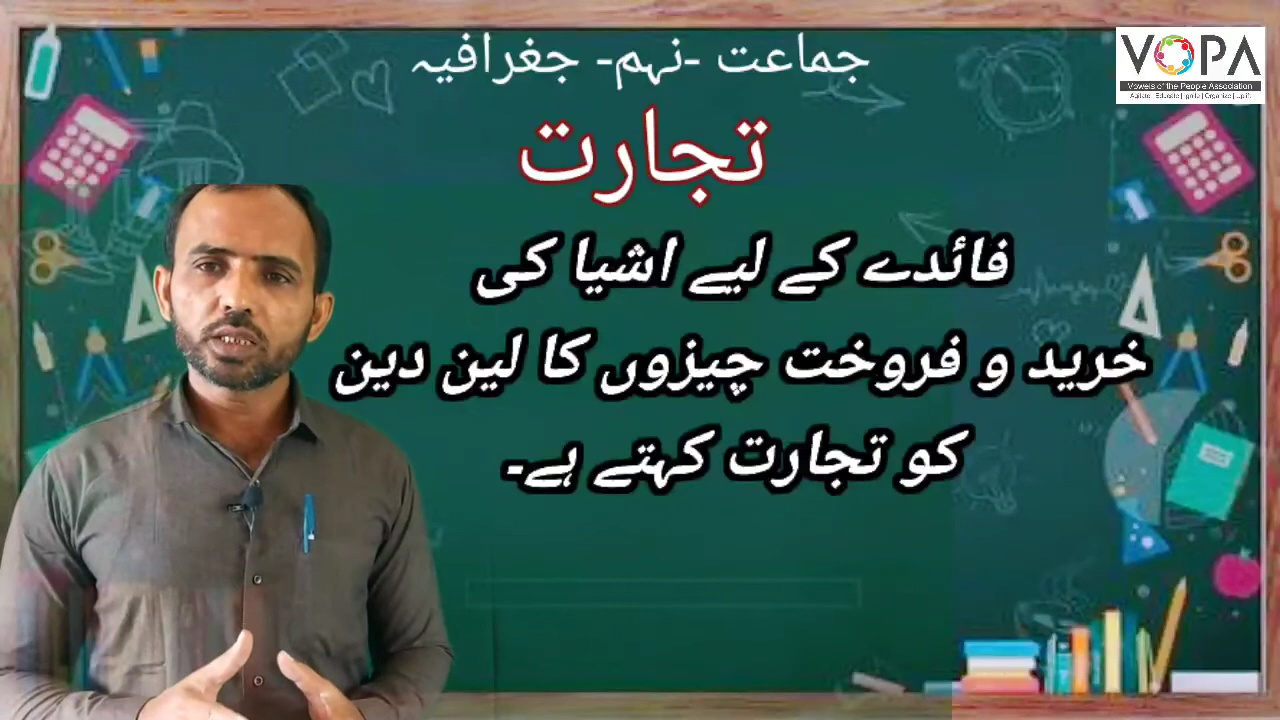 جماعت -نہم- جغرافیہ
VOPA
Vowels of the People Association
تجارت
فائدے کے لیے اشیا کی
خرید و فروخت چیزوں کا لین دین
کو تجارت کہتے ہے۔